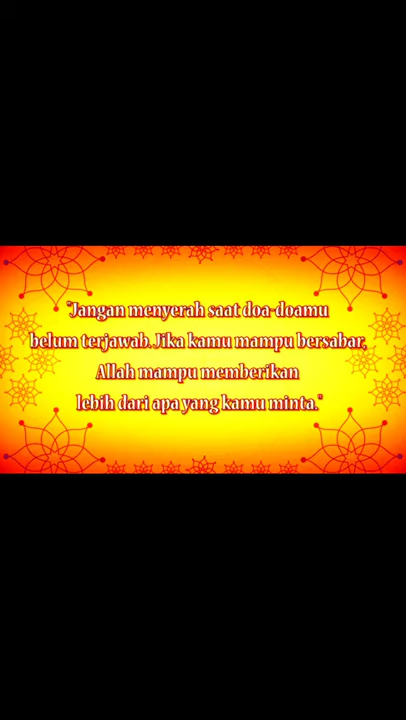 "Jangan menyerah saat doa-doamu
belum terjawab. Jika kamu mampu bersabar,
Allah mampu memberikan
lebih dari apa yang kamu minta."